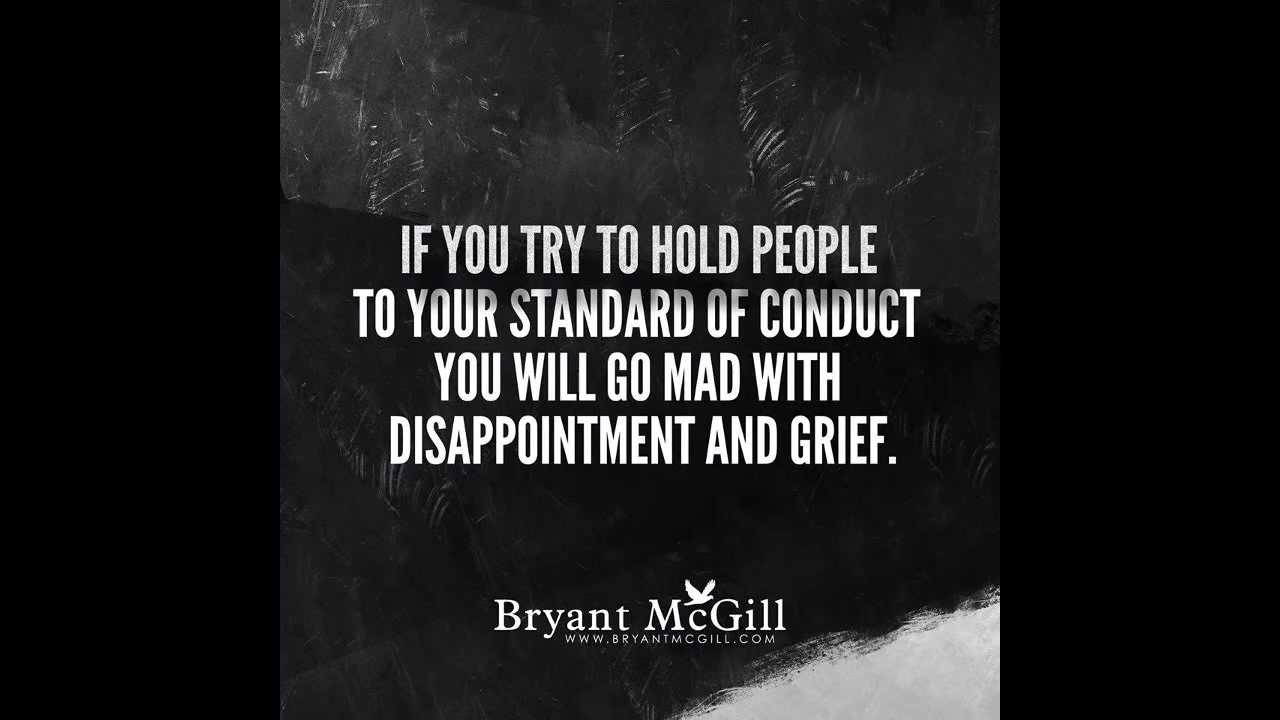 IF YOU TRY TO HOLD PEOPLE
TO YOUR STANDARD OF CONDUCT
YOU WILL GO MAD WITH
DISAPPOINTMENT AND GRIEF.
Bryant McGill
WWW.BRYANTMCGILL.COM